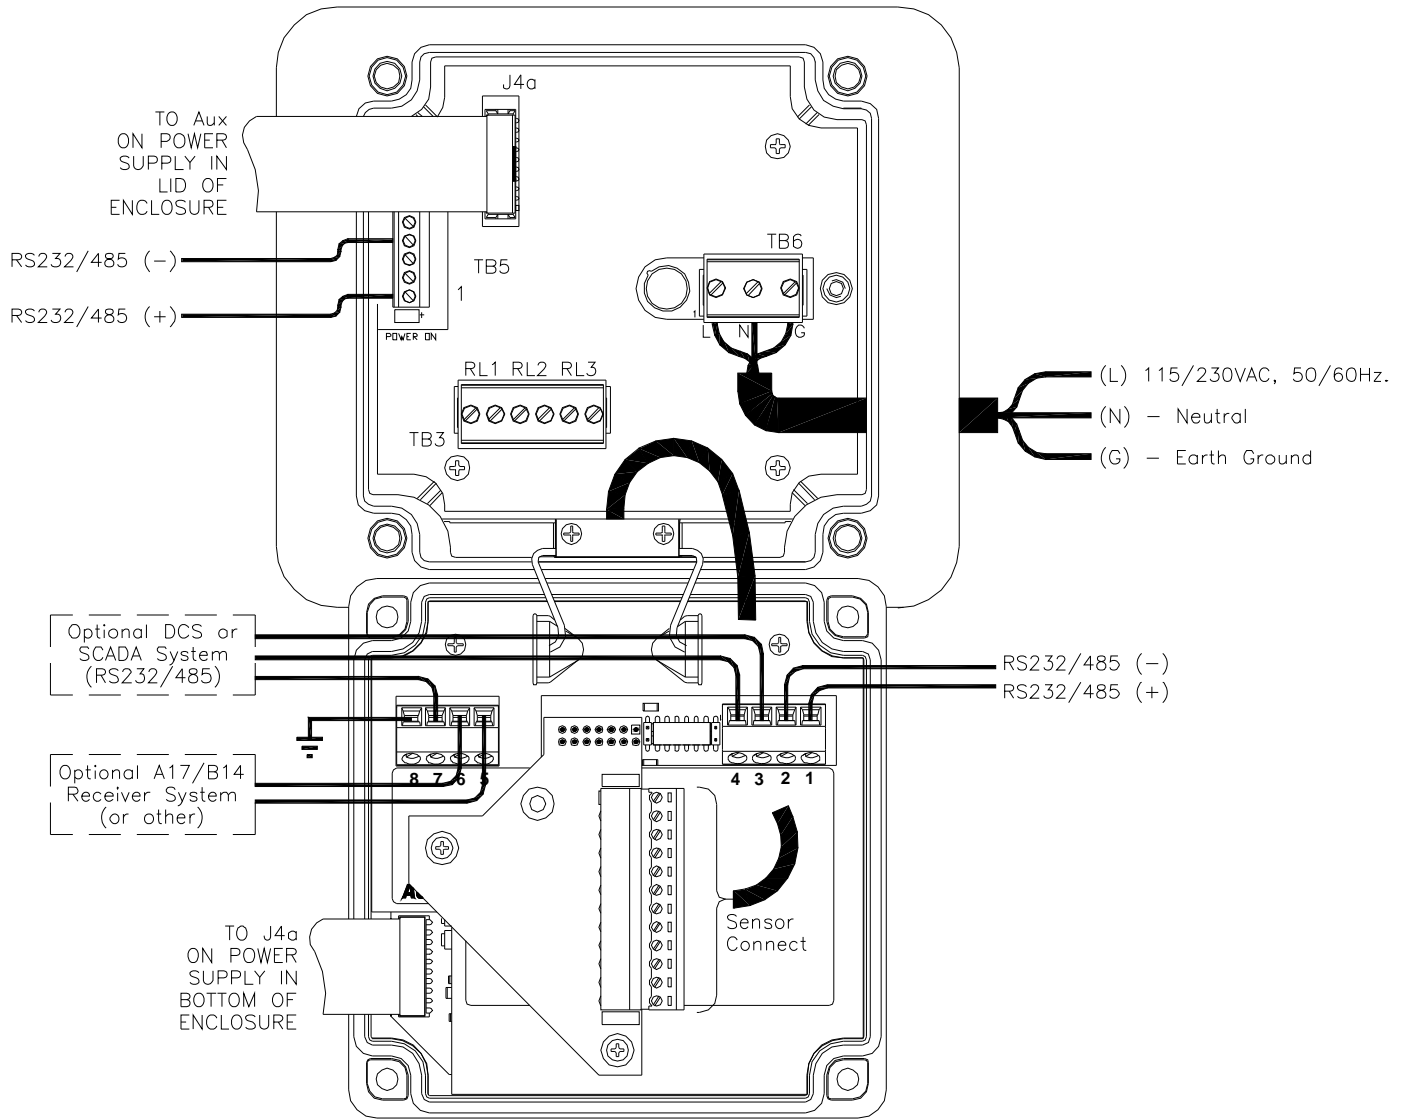 J4a
TO Aux
ON POWER
SUPPLY IN
LID OF
ENCLOSURE
RS232/485 (-)
TB5
1
RS232/485 (+)
+
POWER ON
TB6
1
L N G
RL1 RL2 RL3
TB3
(L) 115/230VAC, 50/60Hz.
(N) - Neutral
(G) - Earth Ground
Optional DCS or
SCADA System
(RS232/485)
RS232/485 (-)
RS232/485 (+)
1
Optional A17/B14
Receiver System
(or other)
8 7 6 5
4 3 2 1
Sensor
Connect
TO J4a
ON POWER
SUPPLY IN
BOTTOM OF
ENCLOSURE